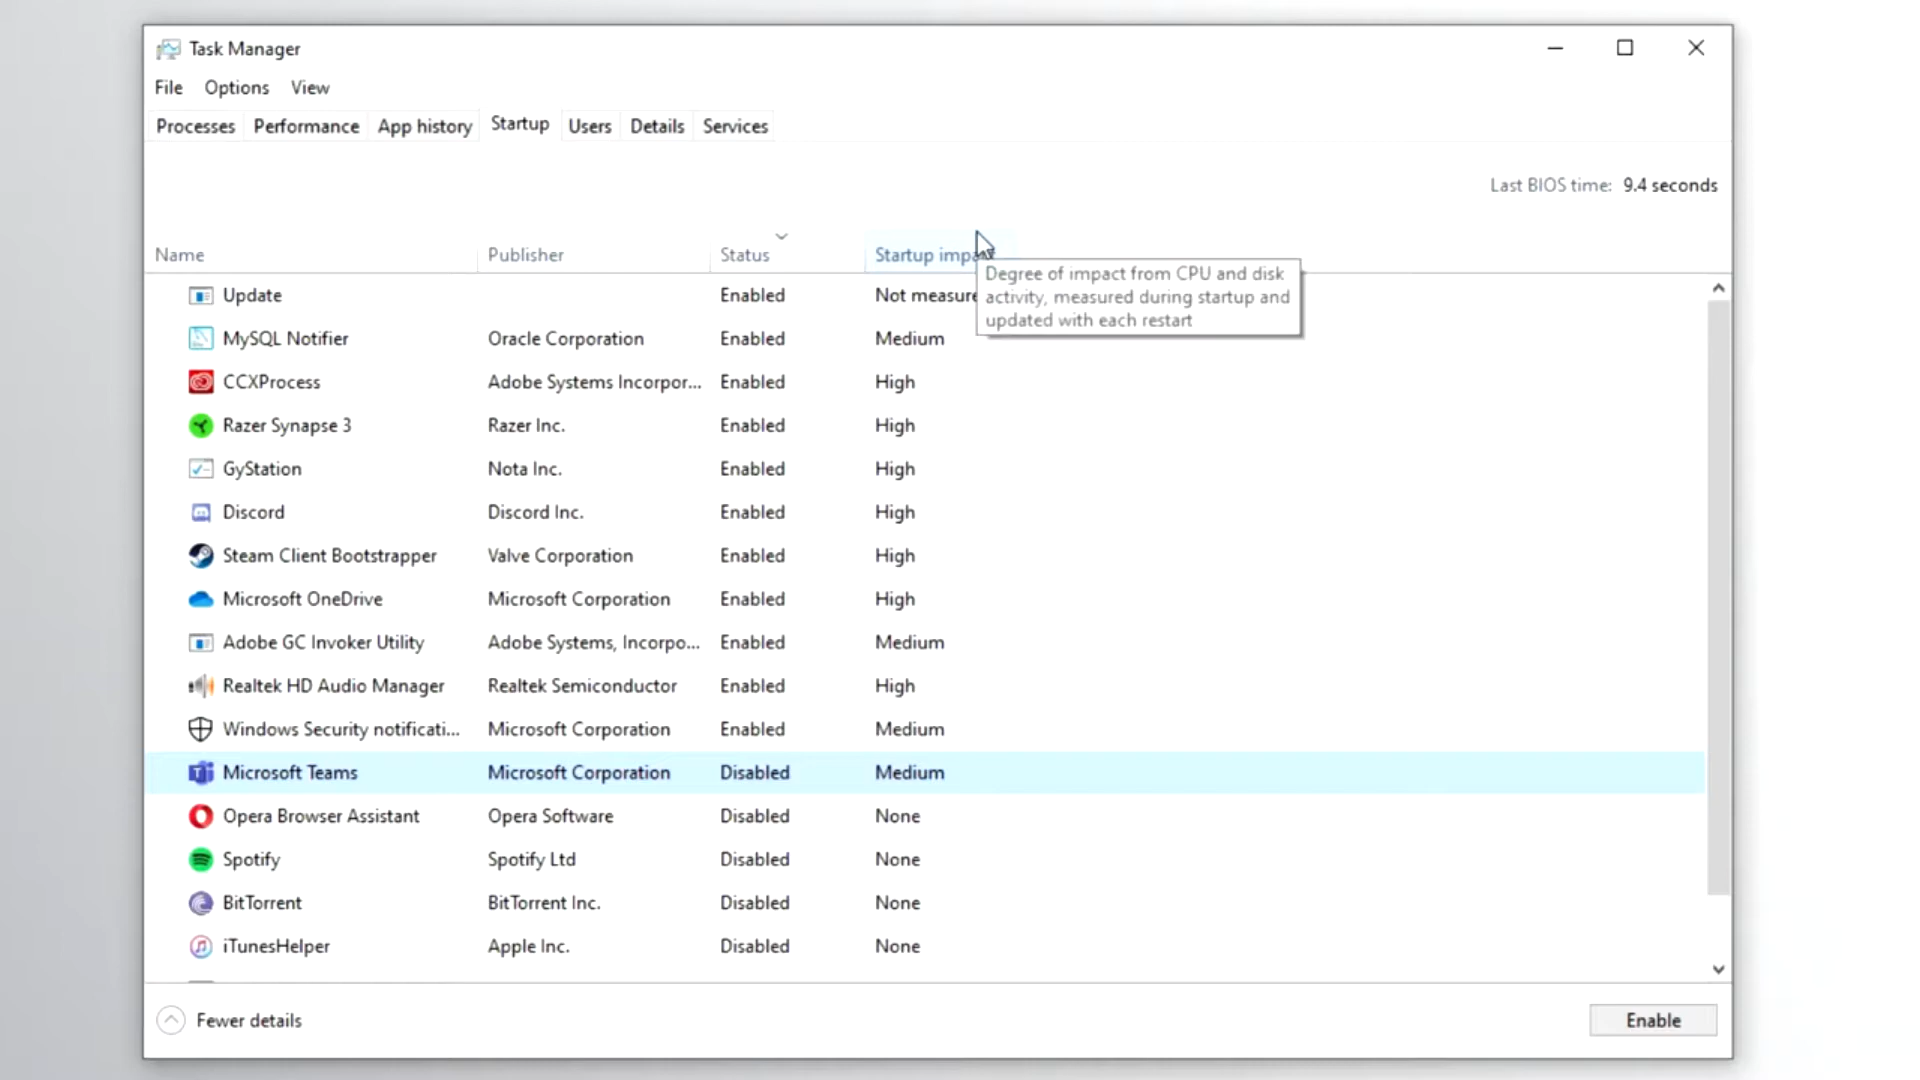 Task Manager
File Options View
Processes Performance App history Startup Users Details Services
Last BIOS time: 9.4 seconds
Name Publisher Status Startup imp
Degree of impact from CPU and disk
activity, measured during startup and
updated with each restart
Update Enabled Not measure
MySQL Notifier Oracle Corporation Enabled Medium
CCXProcess Adobe Systems Incorpor... Enabled High
Razer Synapse 3 Razer Inc. Enabled High
GyStation Nota Inc. Enabled High
Discord Discord Inc. Enabled High
Steam Client Bootstrapper Valve Corporation Enabled High
Microsoft OneDrive Microsoft Corporation Enabled High
Adobe GC Invoker Utility Adobe Systems, Incorpo... Enabled Medium
Realtek HD Audio Manager Realtek Semiconductor Enabled High
Windows Security notificati... Microsoft Corporation Enabled Medium
Microsoft Teams Microsoft Corporation Disabled Medium
Opera Browser Assistant Opera Software Disabled None
Spotify Spotify Ltd Disabled None
BitTorrent BitTorrent Inc. Disabled None
iTunesHelper Apple Inc. Disabled None
Fewer details Enable